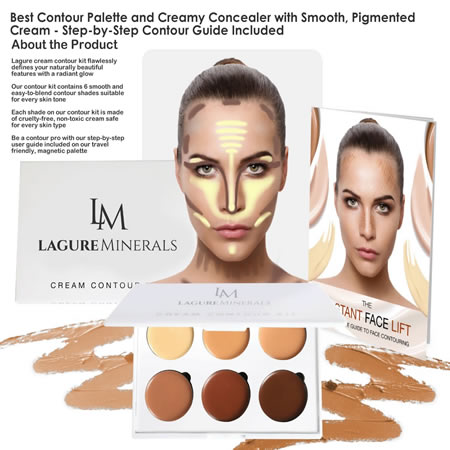 Best Contour Palette and Creamy Concealer with Smooth, Pigmented
Cream - Step-by-Step Contour Guide Included
About the Product
Lagure cream contour kit flawlessly
defines your naturally beautiful
features with a radiant glow
Our contour kit contains 6 smooth and
easy-to-blend contour shades suitable
for every skin tone
Each shade on our contour kit is made
of cruelty-free, non-toxic cream safe
for every skin type
Be a contour pro with our step-by-step
user guide included on our travel
friendly, magnetic palette
LM
LAGURE MINERALS
CREAM CONTOUR
LM
LAGURE MINERALS
CREAM CONTOUR KIT
THE
STANT FACE LIFT
E GUIDE TO FACE CONTOURING